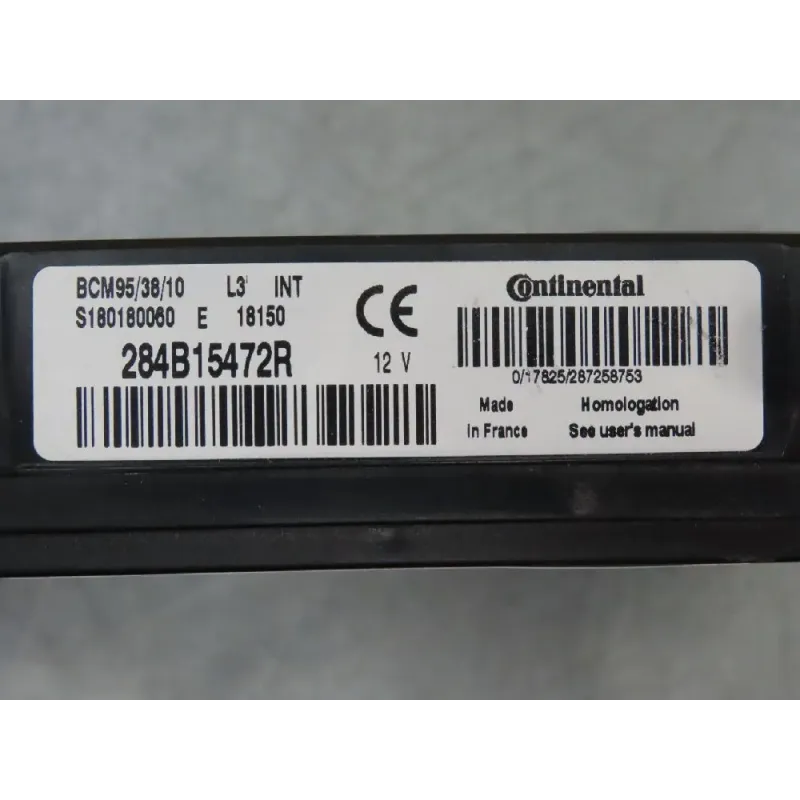 BCM95/38/10 L3 INT
S180180060 E 18150
284B15472R
CE
12 V
Continental
0/17825/287258753
Made
in France
Homologation
See user's manual